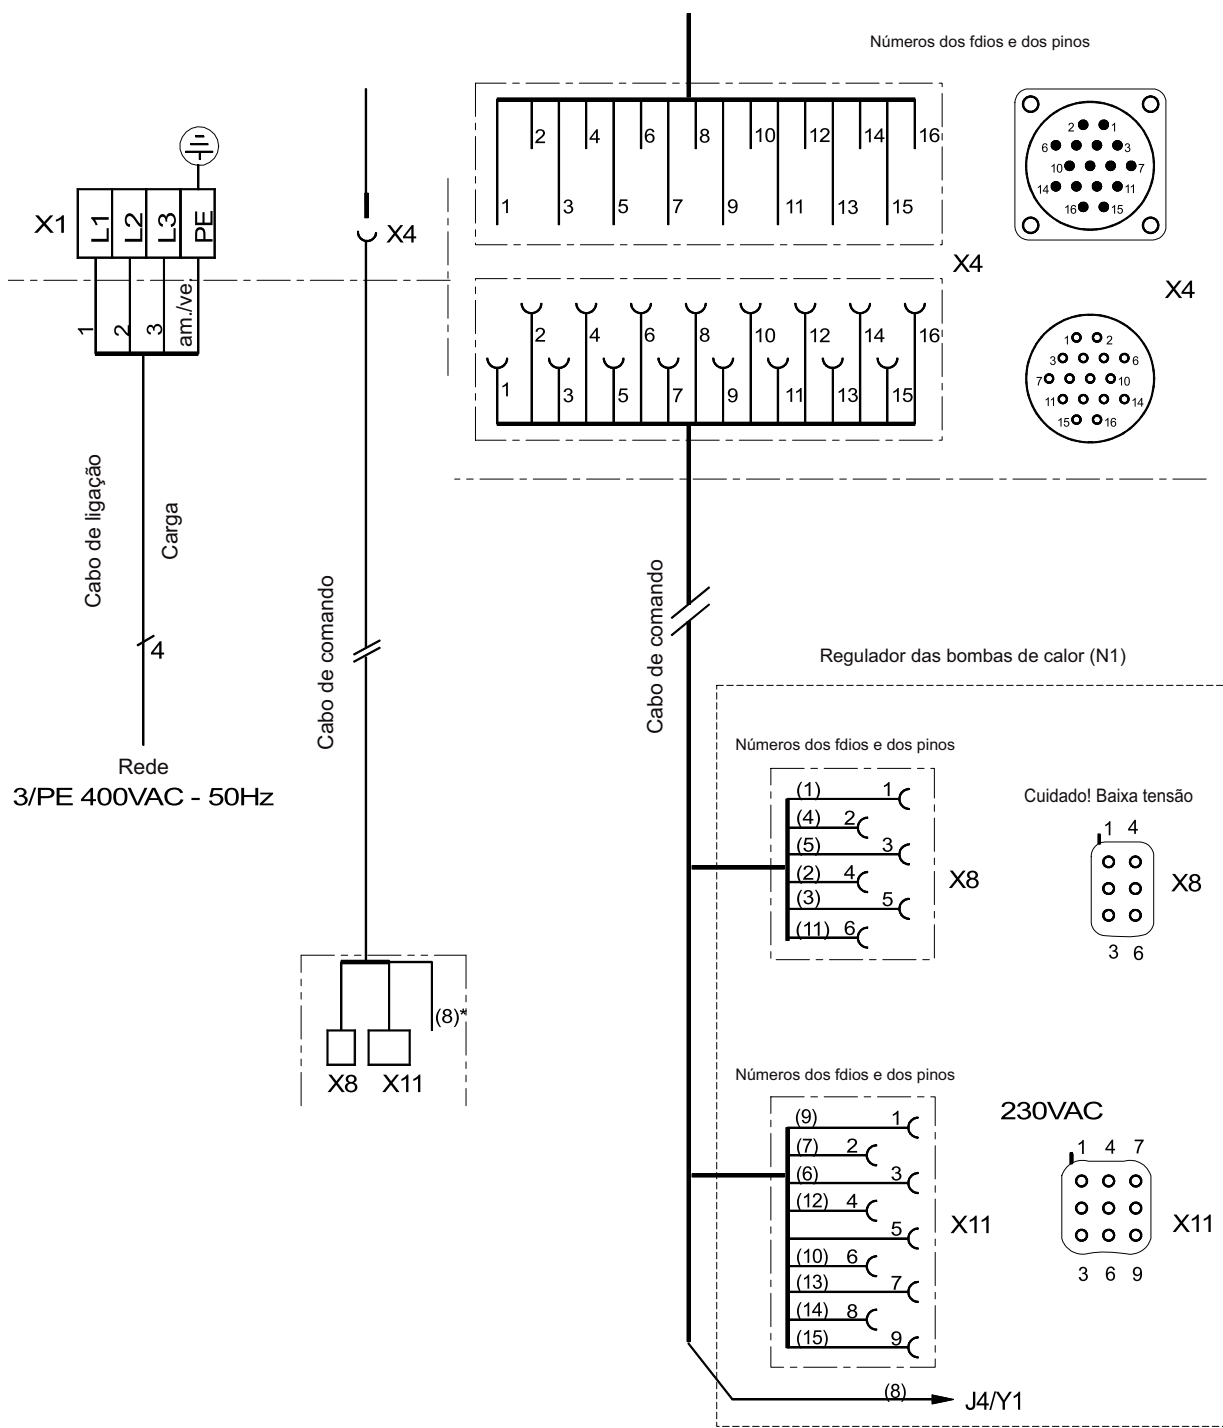 Números dos fdios e dos pinos
2 4 6 8 10 12 14 16
1 3 5 7 9 11 13 15
X4
2 1
6 3
10 7
14 11
16 15
X1
L1 L2 L3 PE
1 2 3 am./ve.
X4
2 4 6 8 10 12 14 16
1 3 5 7 9 11 13 15
X4
1 2
3 6
7 10
11 14
15 16
Cabo de ligação
Carga
4
Rede
3/PE 400VAC - 50Hz
Cabo de comando
Cabo de comando
(8)*
X8 X11
Regulador das bombas de calor (N1)
Números dos fdios e dos pinos
(1) 1
(4) 2
(5) 3
(2) 4
(3) 5
(11) 6
X8
Cuidado! Baixa tensão
1 4
X8
3 6
Números dos fdios e dos pinos
(9) 1
(7) 2
(6) 3
(12) 4
5
(10) 6
(13) 7
(14) 8
(15) 9
X11
230VAC
1 4 7
X11
3 6 9
(8) J4/Y1